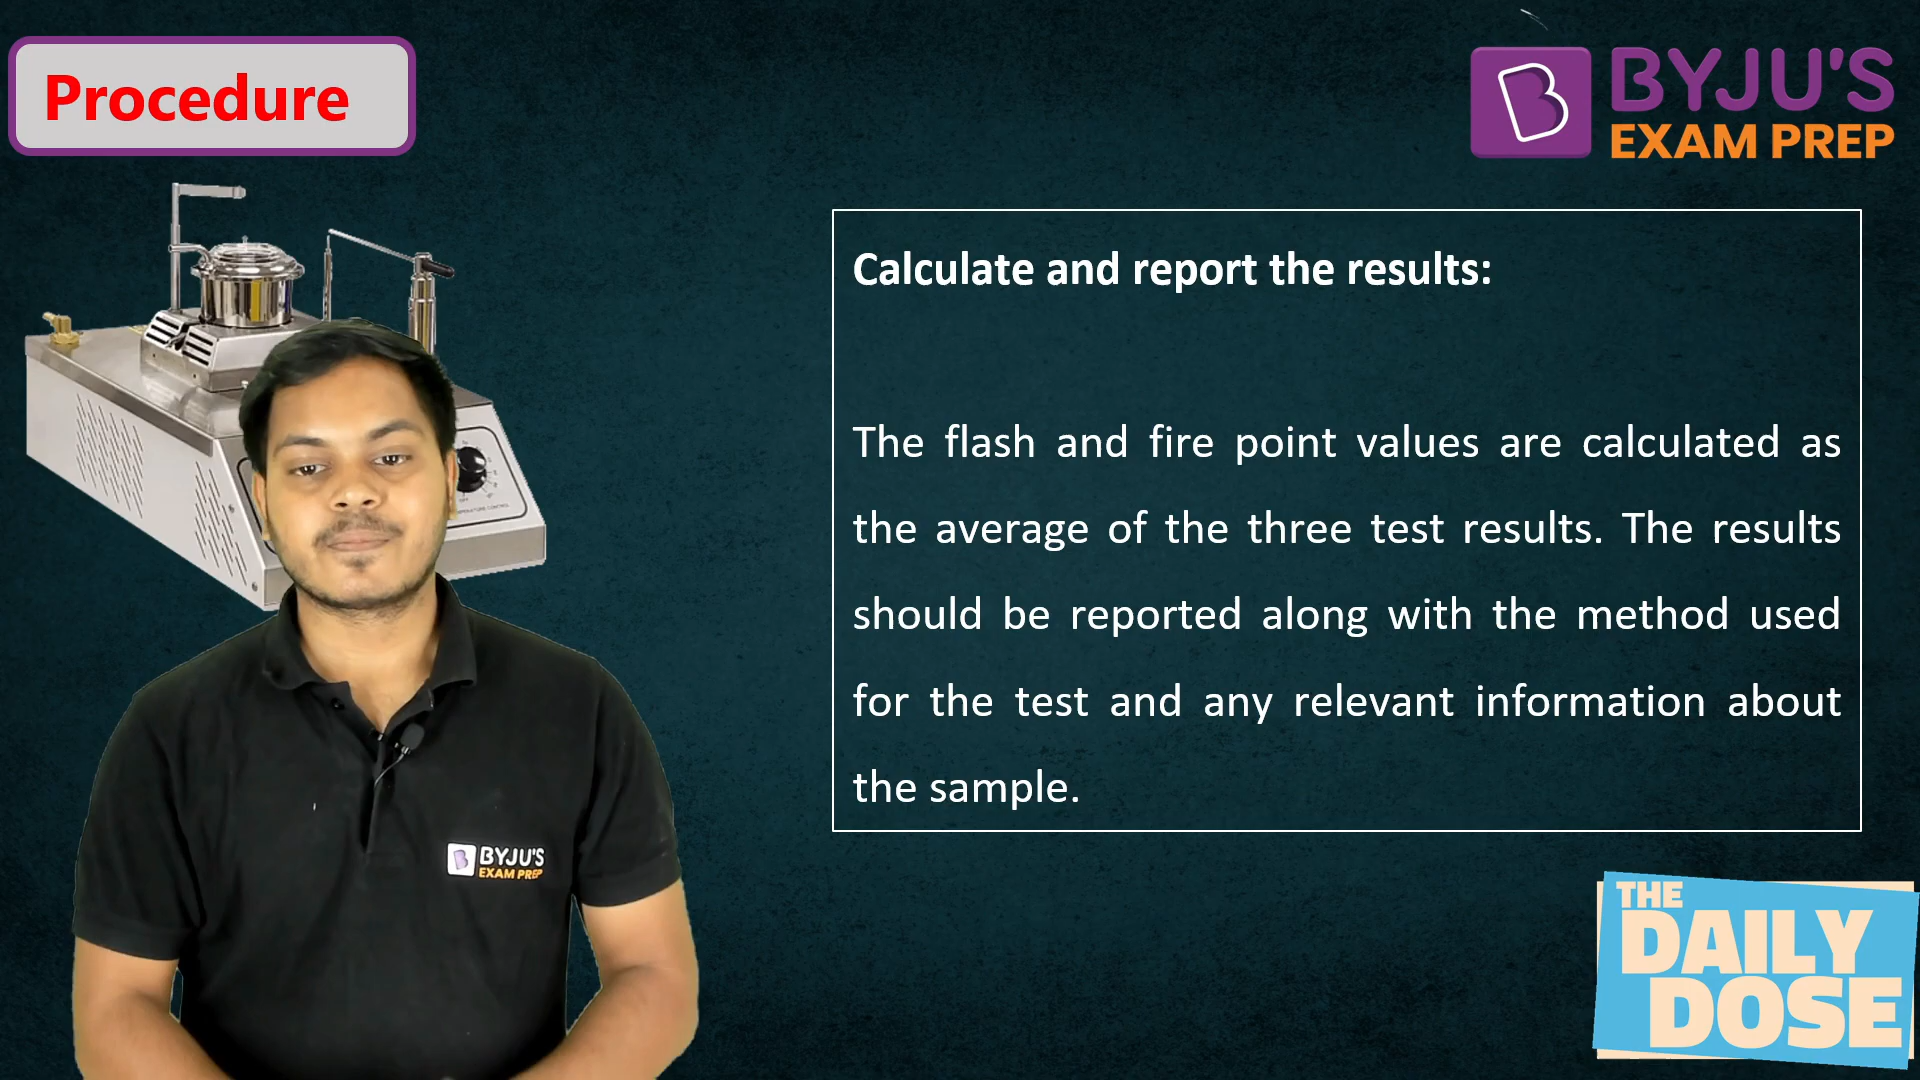 Procedure
BYJU'S
EXAM PREP
Calculate and report the results:
The flash and fire point values are calculated as
the average of the three test results. The results
should be reported along with the method used
for the test and any relevant information about
the sample.
BYJU'S
EXAM PREP
THE
DAILY
DOSE